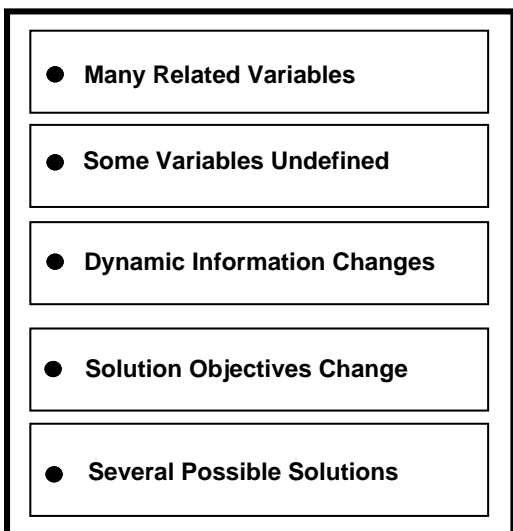 ● Many Related Variables
● Some Variables Undefined
● Dynamic Information Changes
● Solution Objectives Change
● Several Possible Solutions